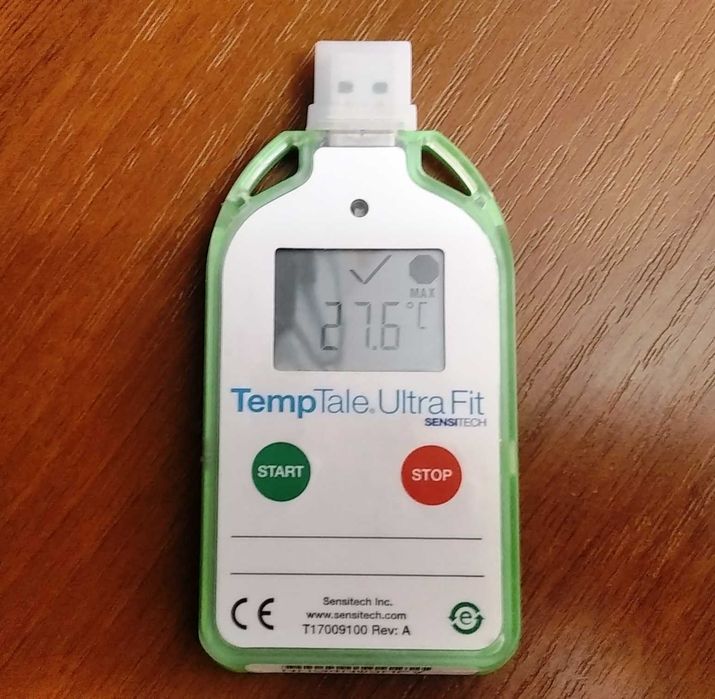 MAX
27.6°C
TempTale® Ultra Fit
SENSITECH
START
STOP
CE
Sensitech Inc.
www.sensitech.com
T17009100 Rev: A
e